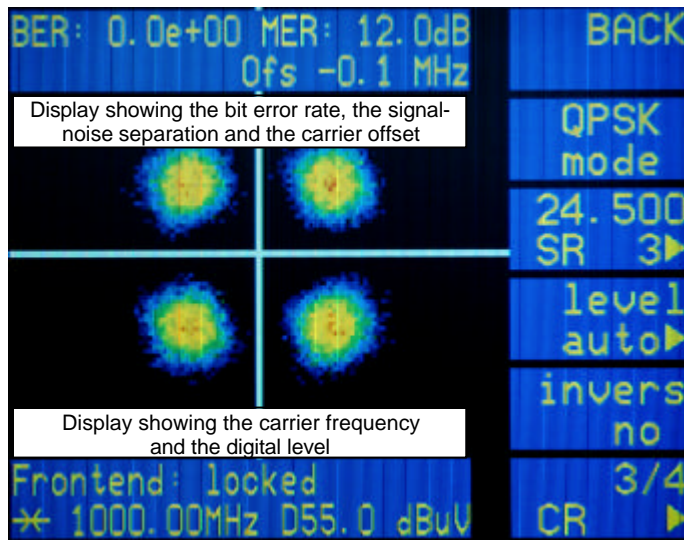 BER: 0.0e+00 MER: 12.0dB
Ofs -0.1 MHz
Display showing the bit error rate, the signal-
noise separation and the carrier offset
Display showing the carrier frequency
and the digital level
Frontend: locked
1000.00MHz D55.0 dBuV
BACK
QPSK
mode
24.500
SR 3▶
level
auto▶
invers
no
3/4
CR ▶